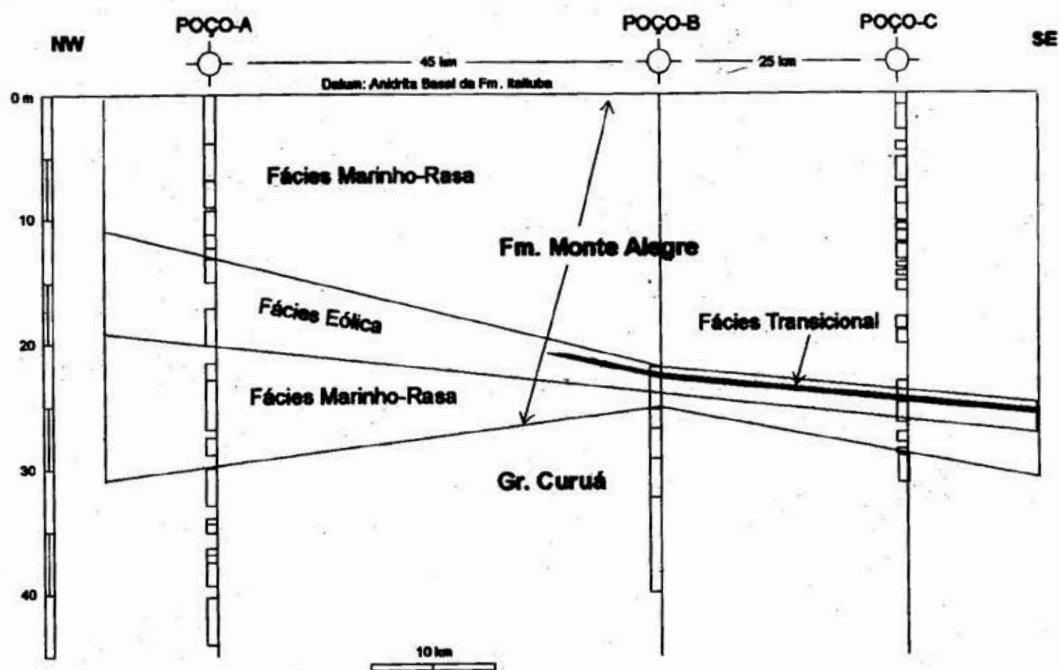 POÇO-A
POÇO-B
POÇO-C
NW
SE
45 km
25 km
Datum: Anidrita Basal da Fm. Itaituba
0 m
Fácies Marinho-Rasa
10
Fm. Monte Alegre
Fácies Eólica
Fácies Transicional
20
Fácies Marinho-Rasa
30
Gr. Curuá
40
10 km